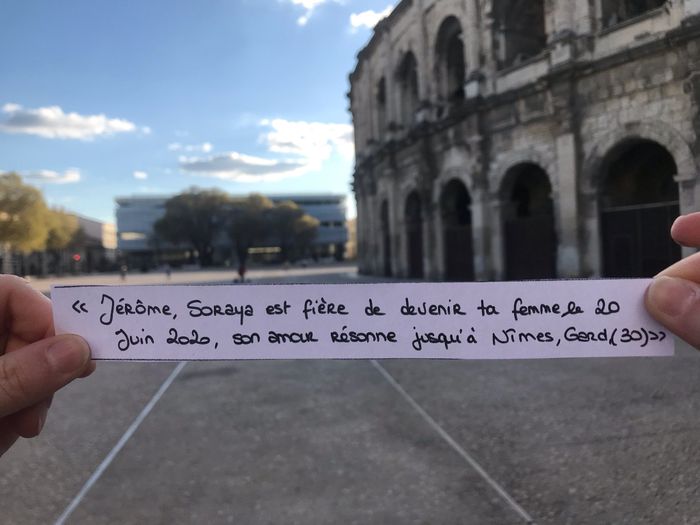 « Jérôme, Soraya est fière de devenir ta femme le 20
Juin 2020, son amour résonne jusqu'à Nîmes, Gard (30) »